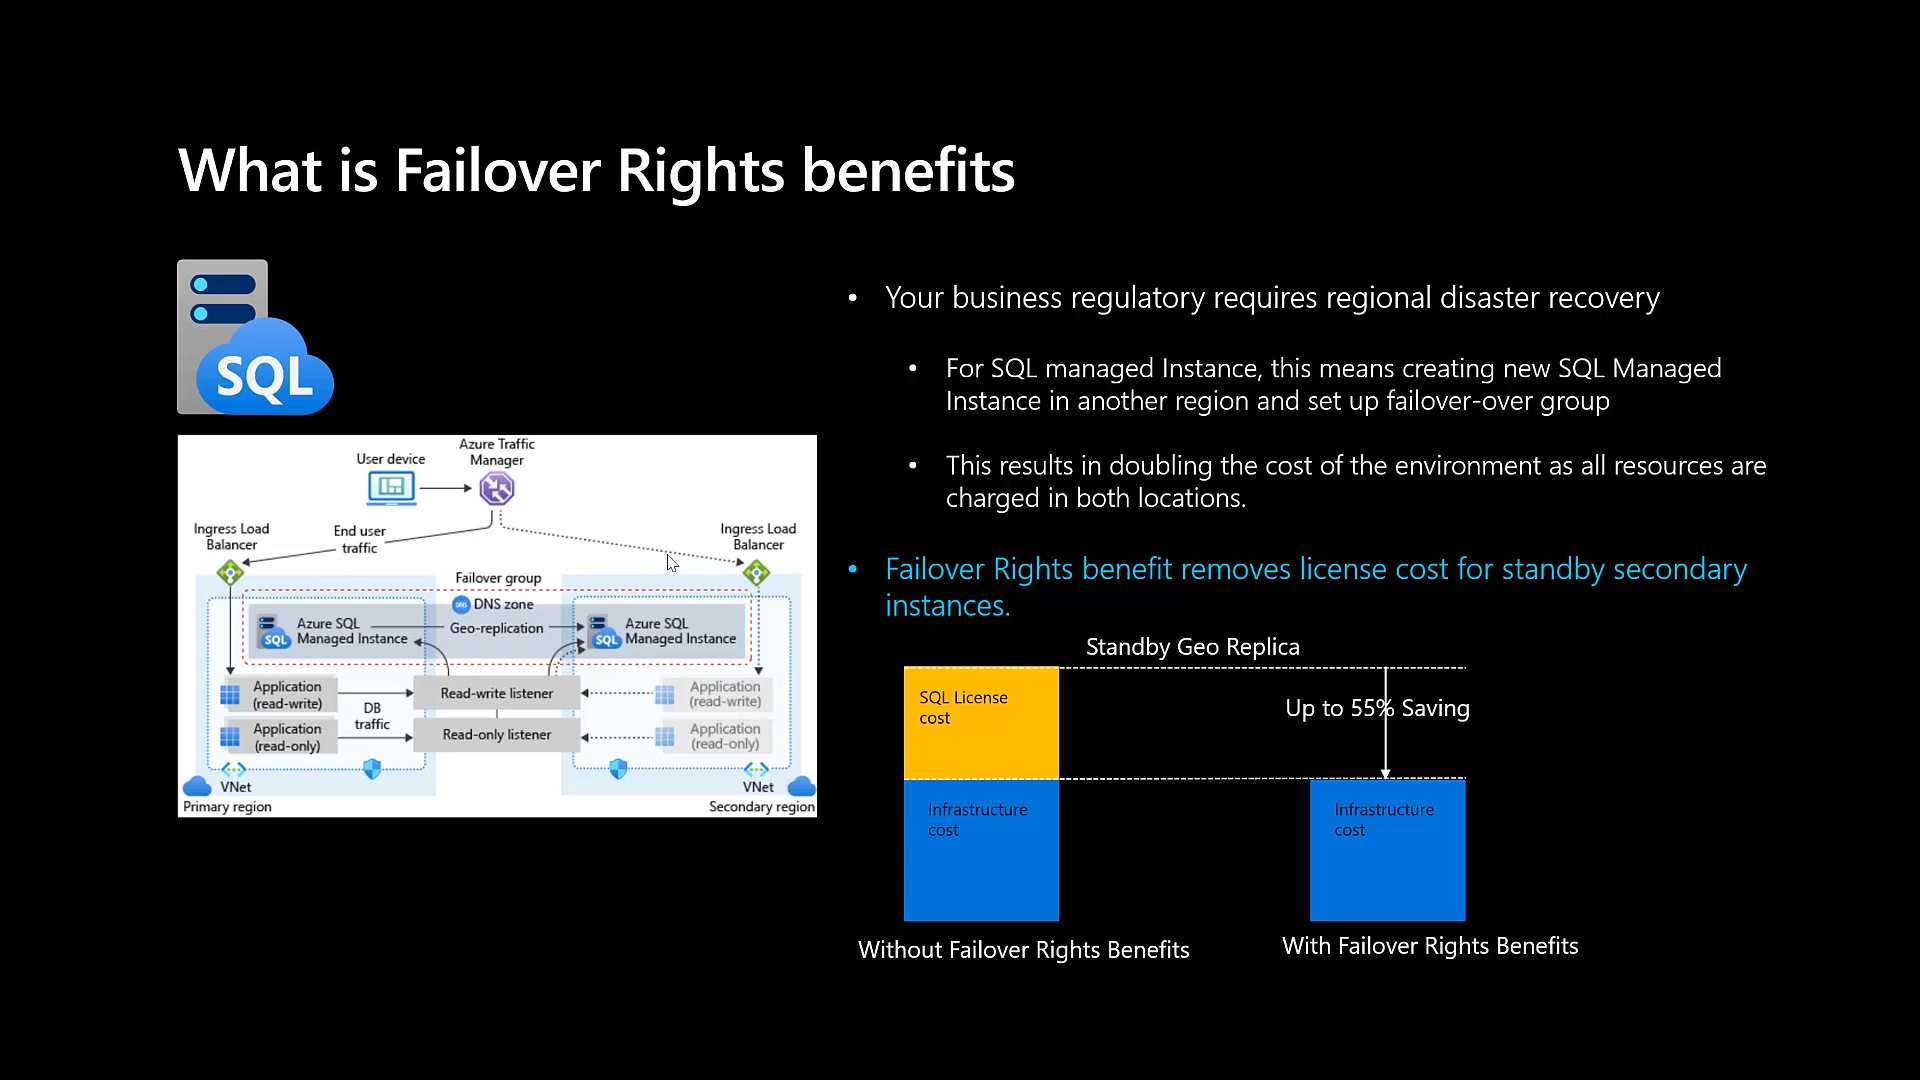 What is Failover Rights benefits
SQL
• Your business regulatory requires regional disaster recovery
• For SQL managed Instance, this means creating new SQL Managed
Instance in another region and set up failover-over group
• This results in doubling the cost of the environment as all resources are
charged in both locations.
• Failover Rights benefit removes license cost for standby secondary
instances.
User device
Azure Traffic
Manager
Ingress Load
Balancer
End user
traffic
Ingress Load
Balancer
Failover group
DNS DNS zone
SQL
Azure SQL
Managed Instance
Geo-replication
SQL
Azure SQL
Managed Instance
Application
(read-write)
DB
traffic
Read-write listener
Application
(read-write)
Application
(read-only)
Read-only listener
Application
(read-only)
VNet
VNet
Primary region
Secondary region
Standby Geo Replica
SQL License
cost
Up to 55% Saving
Infrastructure
cost
Infrastructure
cost
Without Failover Rights Benefits
With Failover Rights Benefits